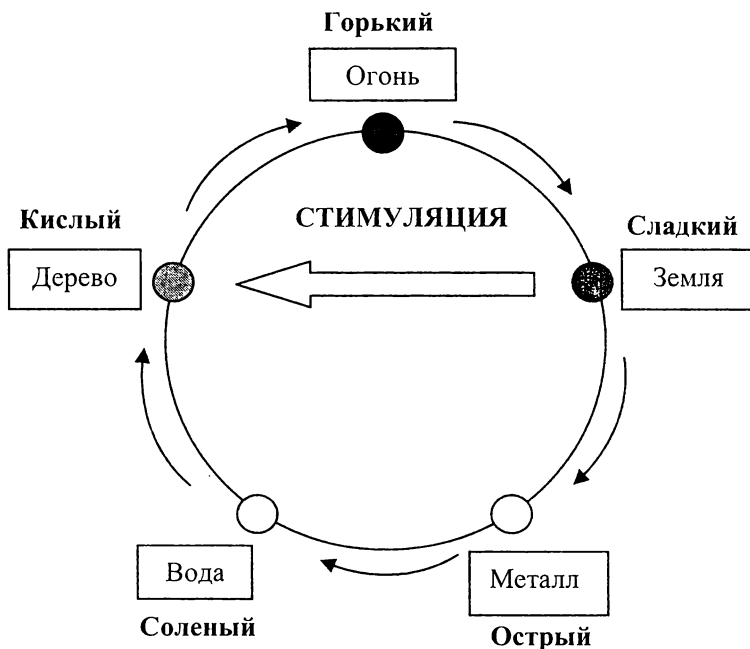 Горький
Огонь
СТИМУЛЯЦИЯ
Кислый
Сладкий
Дерево
Земля
Вода
Металл
Соленый
Острый